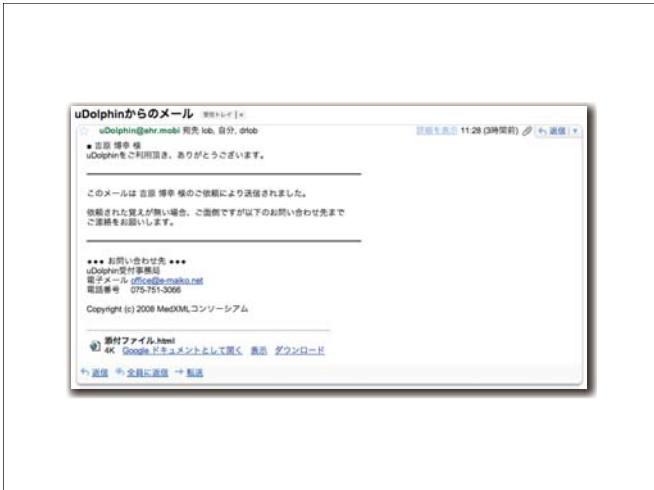 uDolphinからのメール 受信トレイ | ×
uDolphin@ehr.mobi 宛先 lob, 自分, drlob 詳細を表示 11:28 (3時間前) 返信
■ 吉原 博幸 様
uDolphinをご利用頂き、ありがとうございます。
このメールは 吉原 博幸 様のご依頼により送信されました。
依頼された覚えが無い場合、ご面倒ですが以下のお問い合わせ先まで
ご連絡をお願いします。
●●● お問い合わせ先 ●●●
uDolphin受付事務局
電子メール office@e-maiko.net
電話番号 075-751-3066
Copyright (c) 2008 MedXMLコンソーシアム
添付ファイル.html
4K Google ドキュメントとして開く 表示 ダウンロード
返信 全員に返信 転送